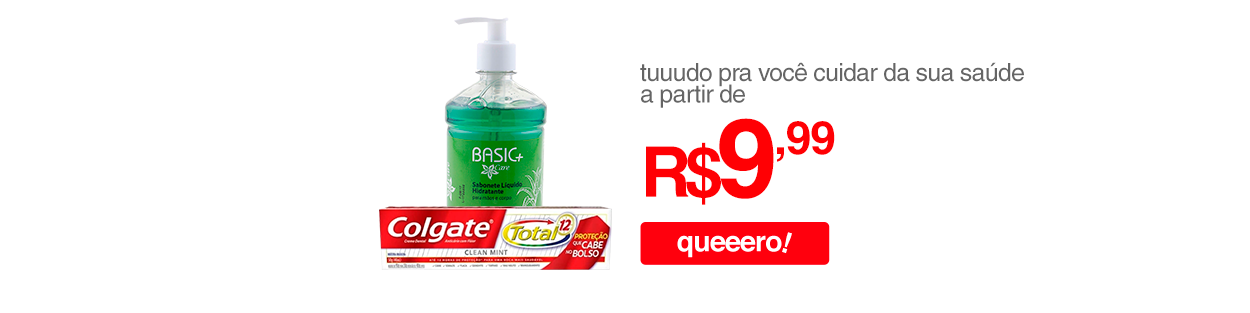 tuuudo pra você cuidar da sua saúde
a partir de
R$9,99
queeero!
BASIC+
Care
Sabonete Líquido
Hidratante
Colgate
Total 12
CLEAN MINT
PROTEÇÃO
QUE CABE
NO BOLSO